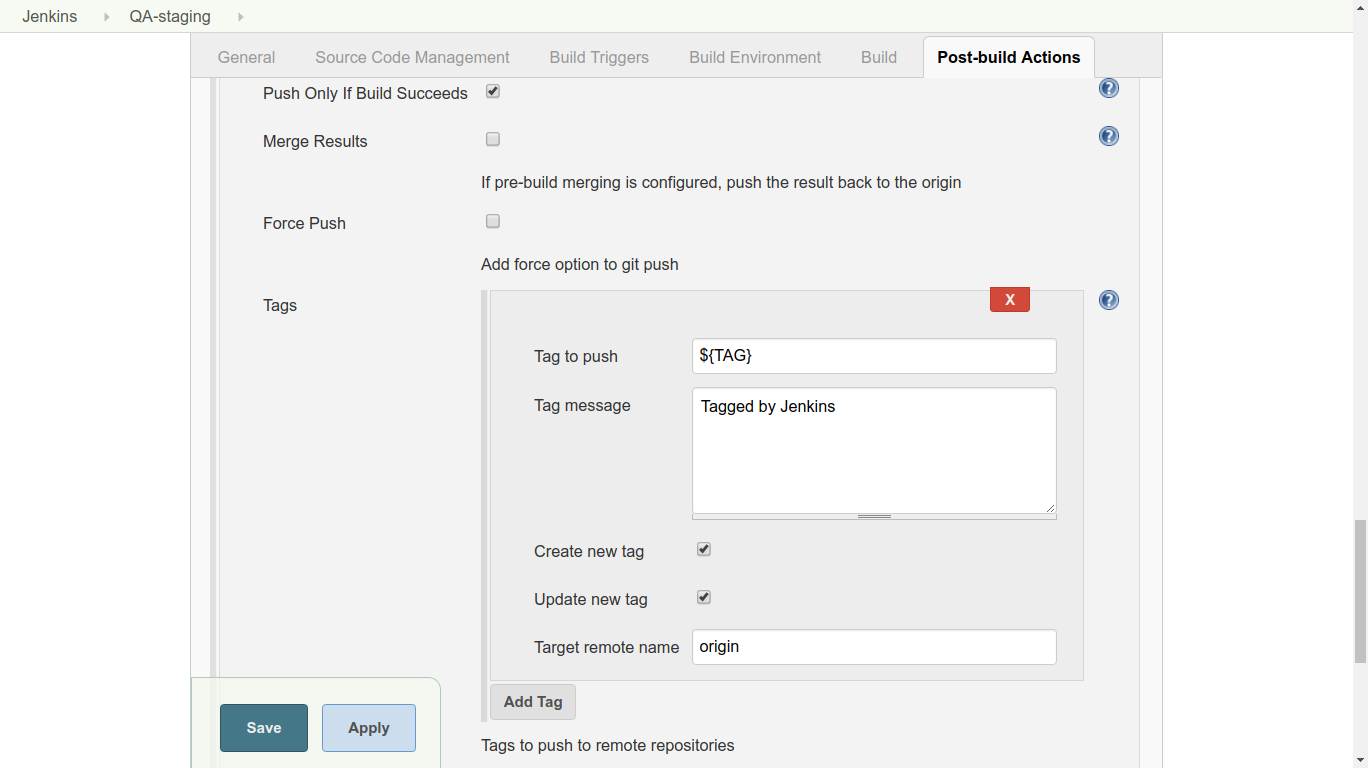 Jenkins QA-staging
General Source Code Management Build Triggers Build Environment Build Post-build Actions
Push Only If Build Succeeds
Merge Results
If pre-build merging is configured, push the result back to the origin
Force Push
Add force option to git push
Tags
X
Tag to push ${TAG}
Tag message Tagged by Jenkins
Create new tag
Update new tag
Target remote name origin
Add Tag
Save Apply
Tags to push to remote repositories